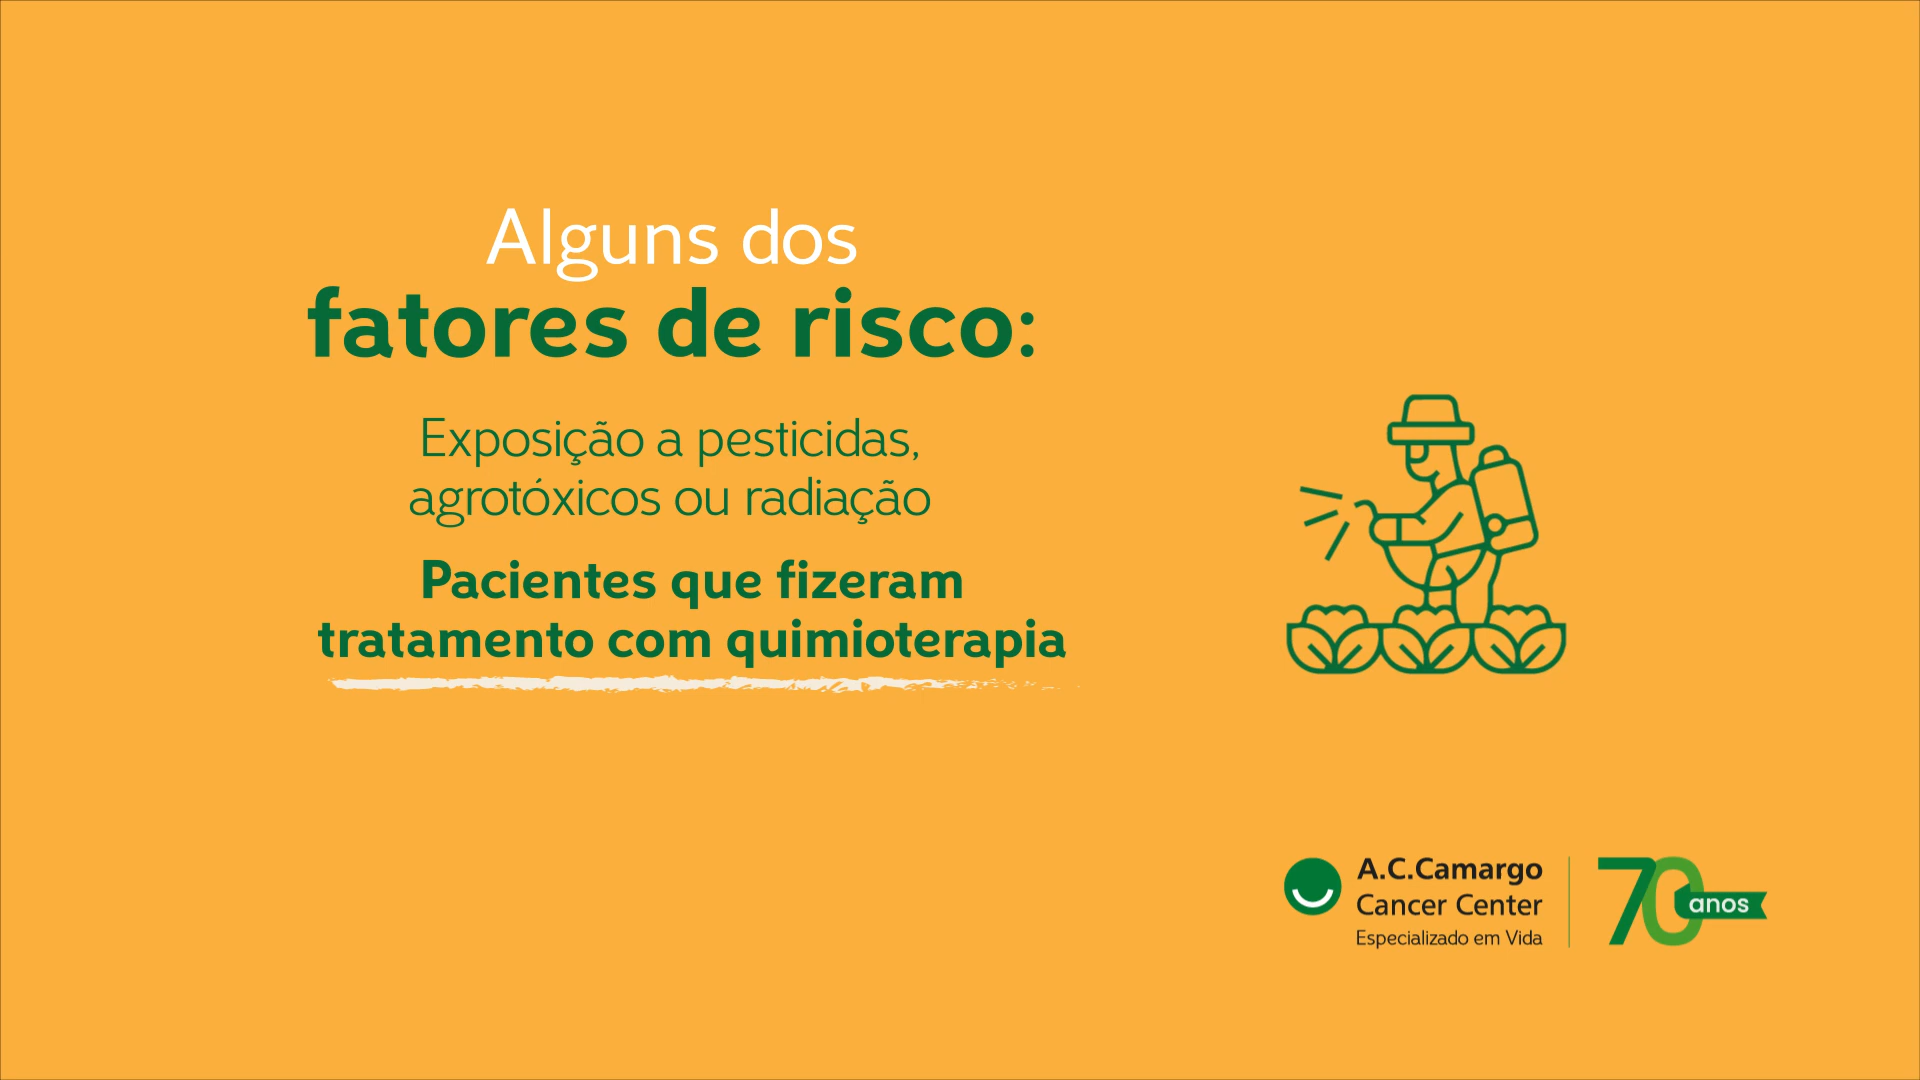 Alguns dos
fatores de risco:
Exposição a pesticidas,
agrotóxicos ou radiação
Pacientes que fizeram
tratamento com quimioterapia
A.C.Camargo
Cancer Center
Especializado em Vida
70 anos